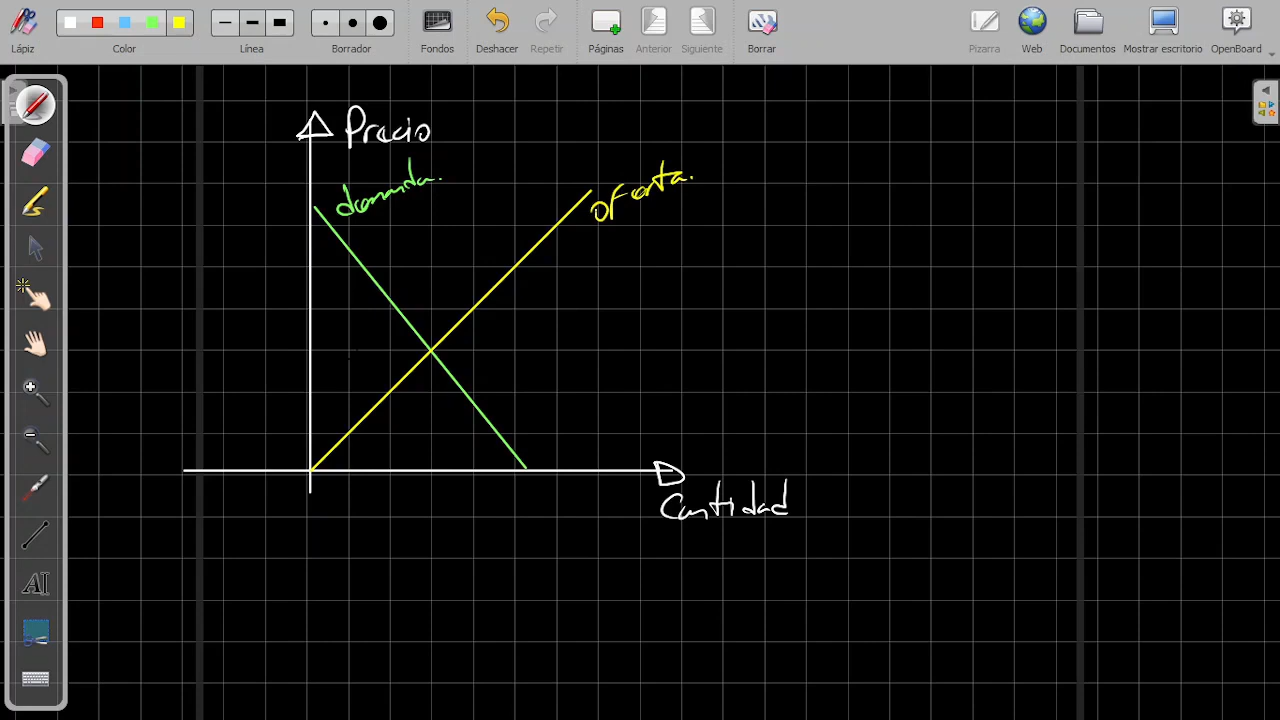 Lápiz
Color
Línea
Borrador
Fondos
Deshacer
Repetir
Páginas
Anterior
Siguiente
Borrar
Pizarra
Web
Documentos
Mostrar escritorio
OpenBoard
Precio
demanda.
oferta.
Cantidad
AI